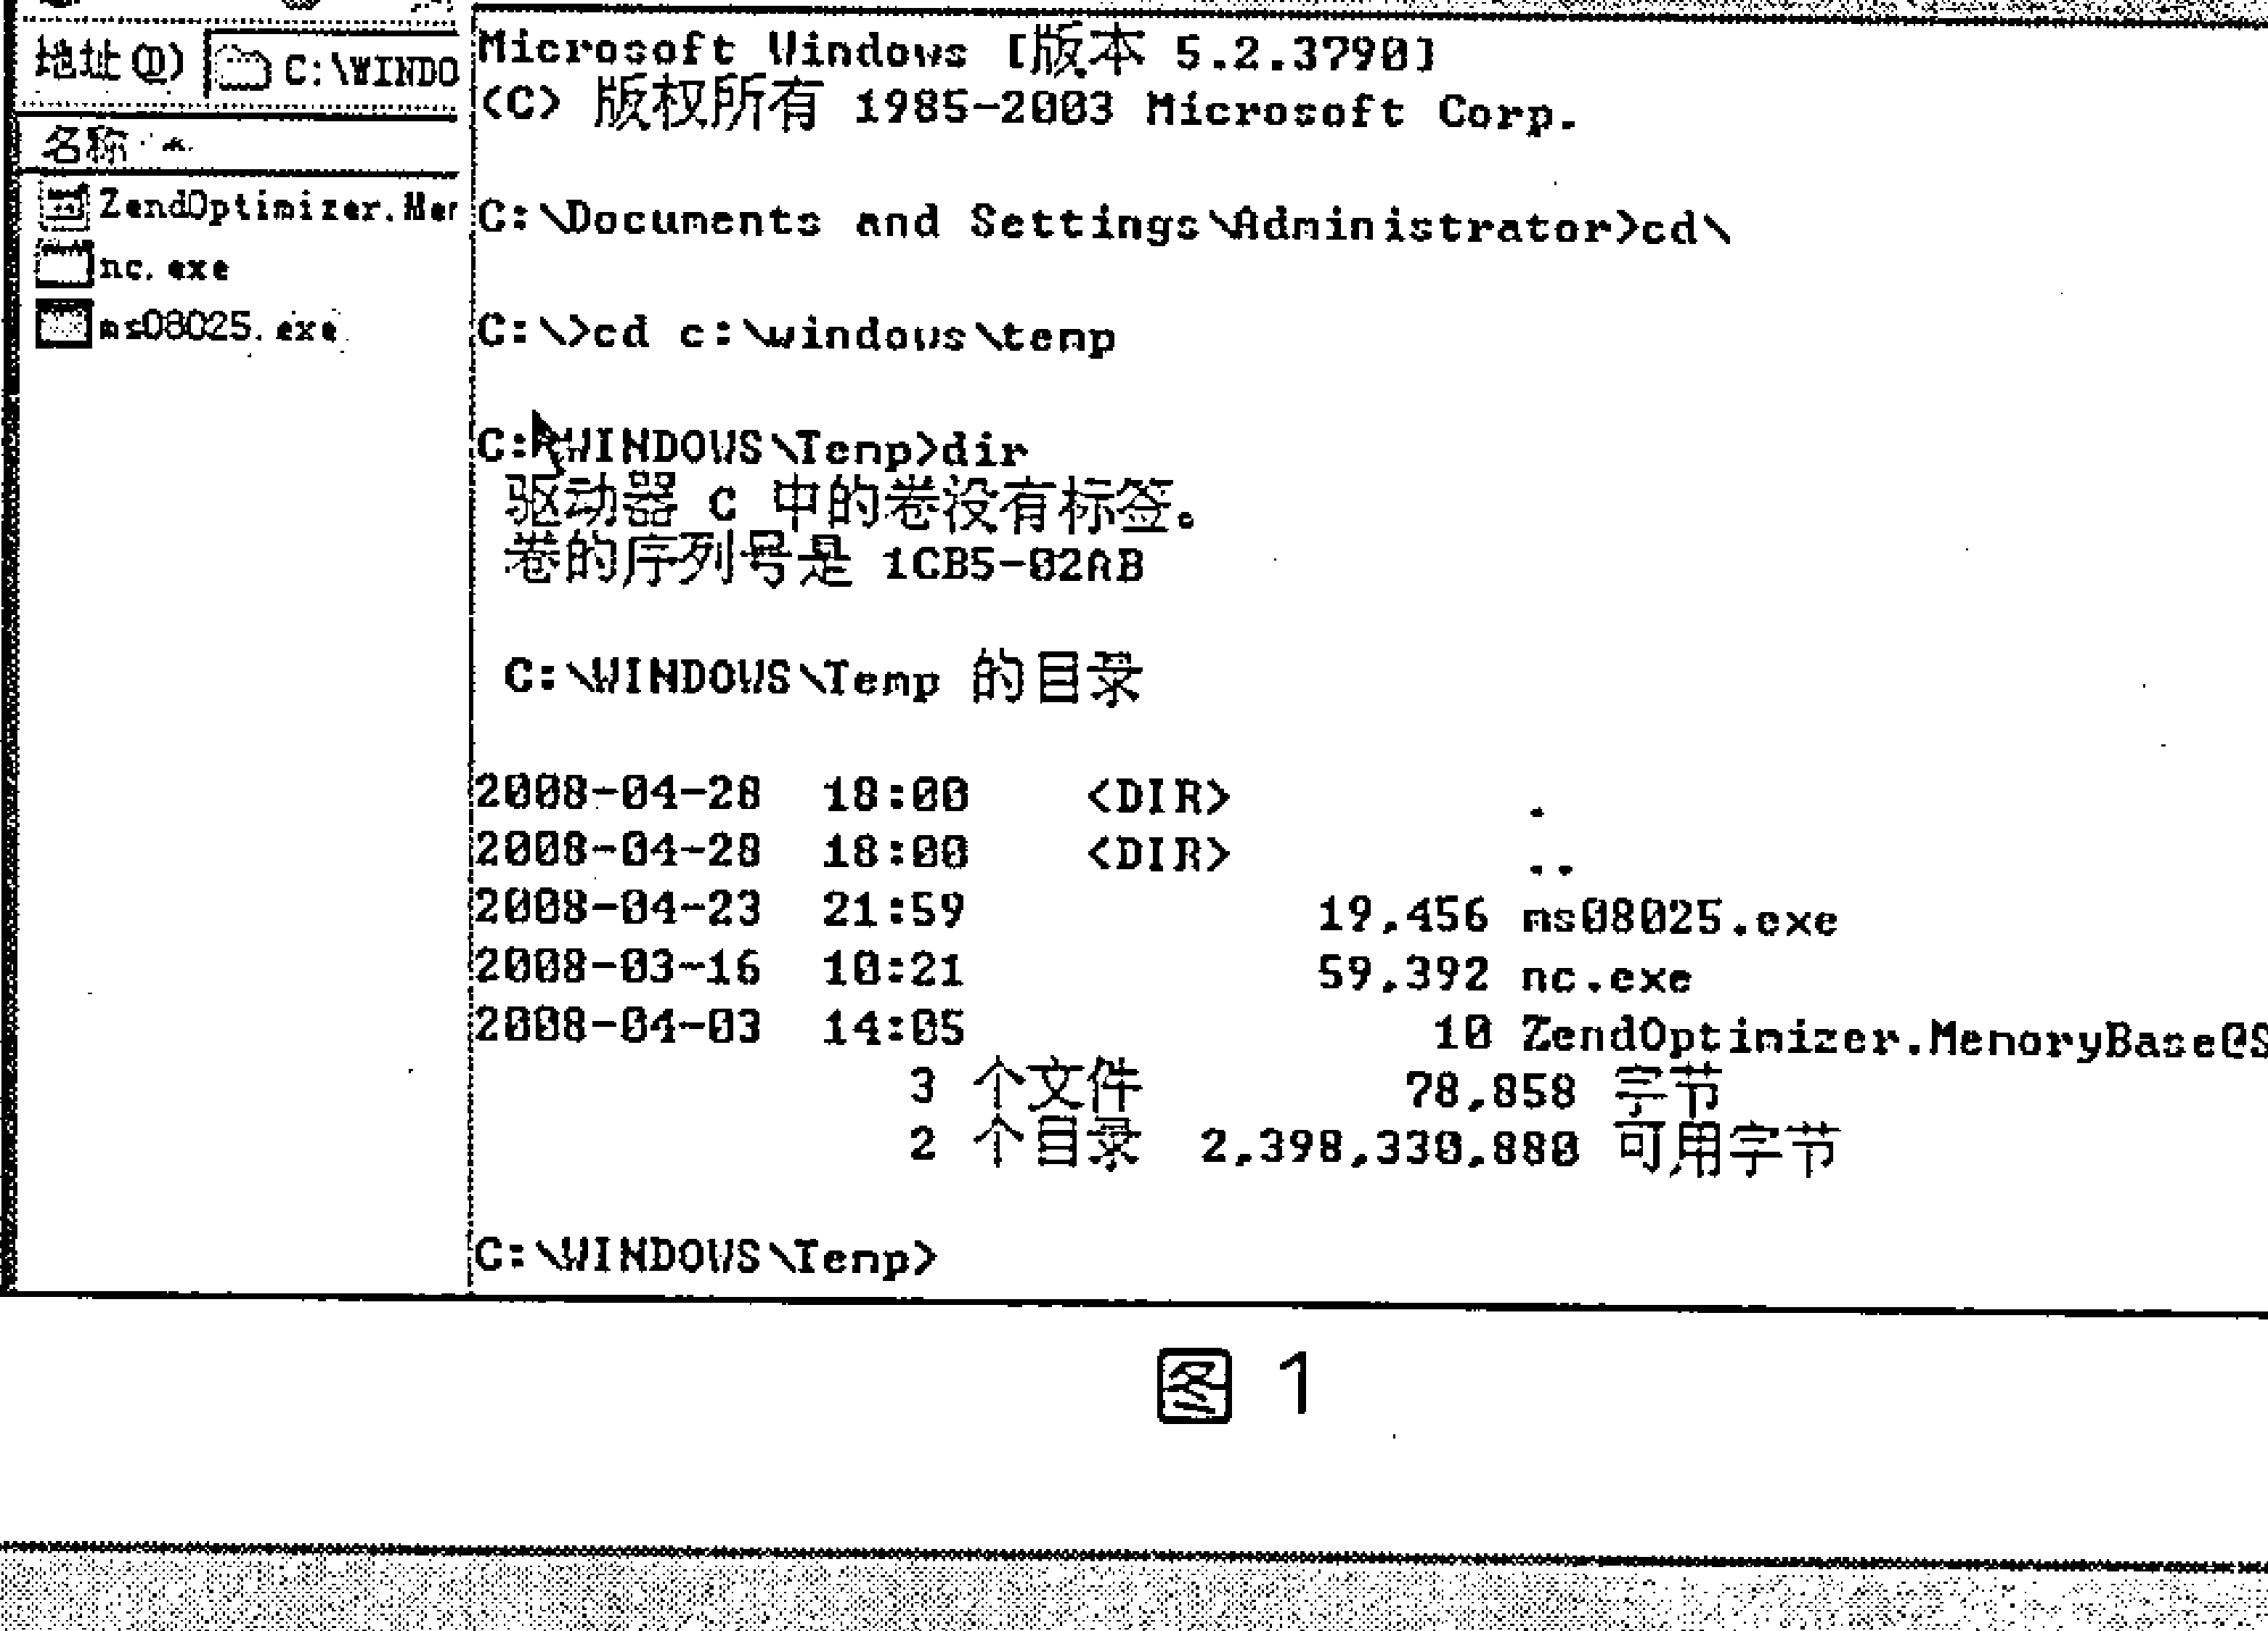 地址(D) C:\WINDO
名称
ZendOptimizer.Mer
nc.exe
ms08025.exe
Microsoft Windows [版本 5.2.3790]
(C) 版权所有 1985-2003 Microsoft Corp.
C:\Documents and Settings\Administrator>cd\
C:\>cd c:\windows\temp
C:\WINDOWS\Temp>dir
驱动器 C 中的卷没有标签。
卷的序列号是 1CB5-02AB
C:\WINDOWS\Temp 的目录
2008-04-28 18:00 <DIR> .
2008-04-28 18:00 <DIR> ..
2008-04-23 21:59 19,456 ms08025.exe
2008-03-16 10:21 59,392 nc.exe
2008-04-03 14:05 10 ZendOptimizer.MemoryBase@S
3 个文件 78,858 字节
2 个目录 2,398,330,880 可用字节
C:\WINDOWS\Temp>
图 1